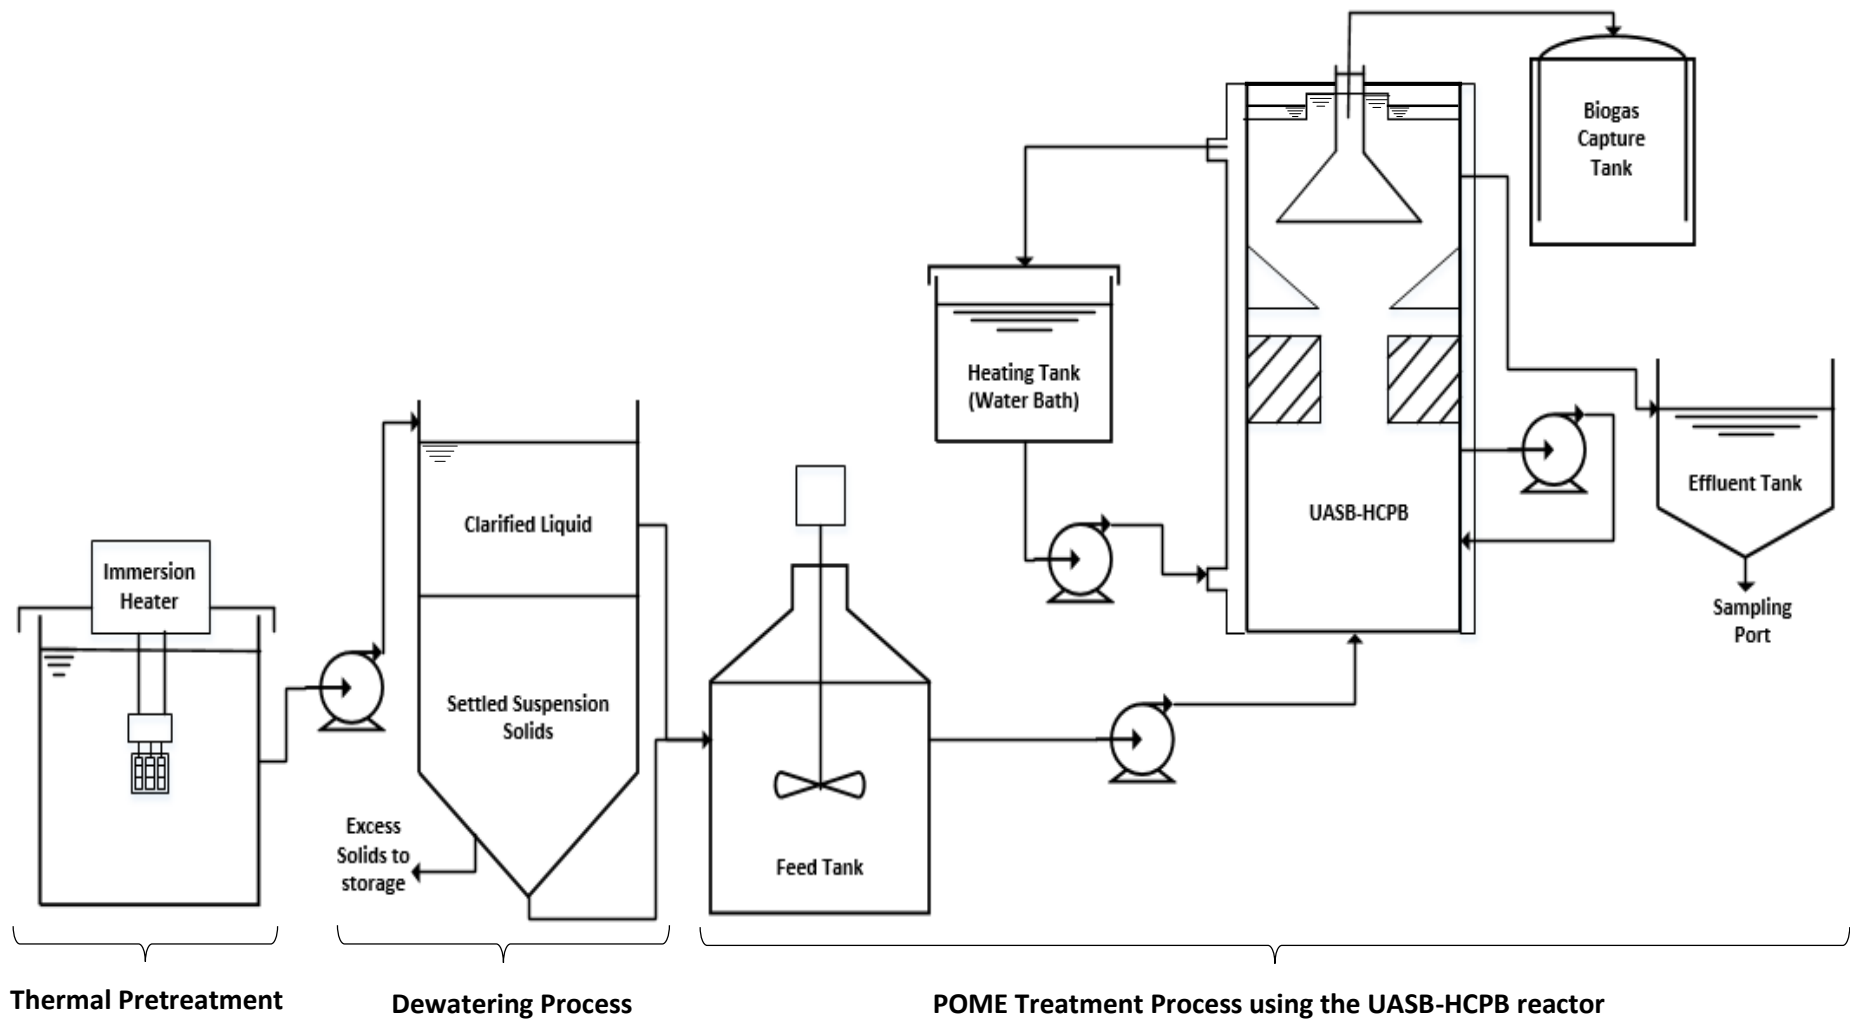 Biogas
Capture
Tank
Heating Tank
(Water Bath)
UASB-HCPB
Effluent Tank
Sampling
Port
Immersion
Heater
Clarified Liquid
Settled Suspension
Solids
Excess
Solids to
storage
Feed Tank
Thermal Pretreatment
Dewatering Process
POME Treatment Process using the UASB-HCPB reactor